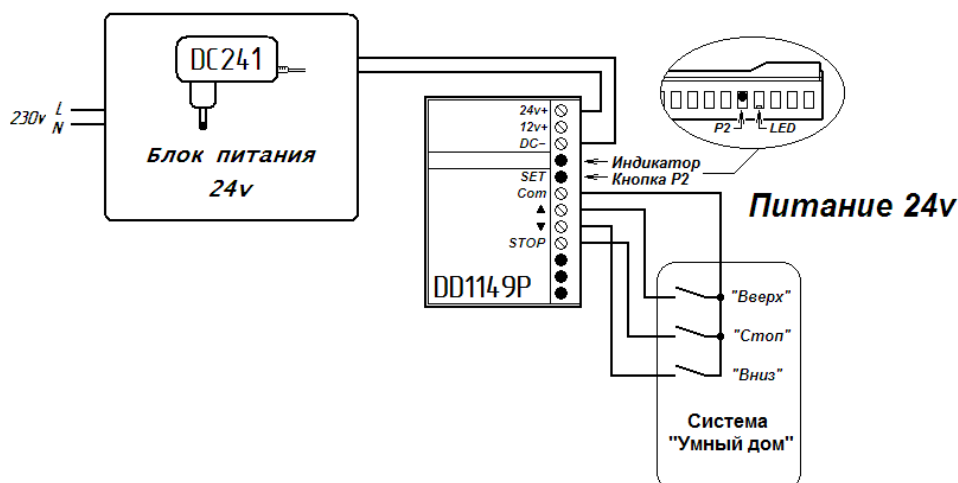 DC241
230v L
N
Блок питания
24v
24v+
12v+
DC−
SET
Com
▲
▼
STOP
DD1149P
Индикатор
Кнопка P2
P2
LED
Питание 24v
"Вверх"
"Стоп"
"Вниз"
Система
"Умный дом"